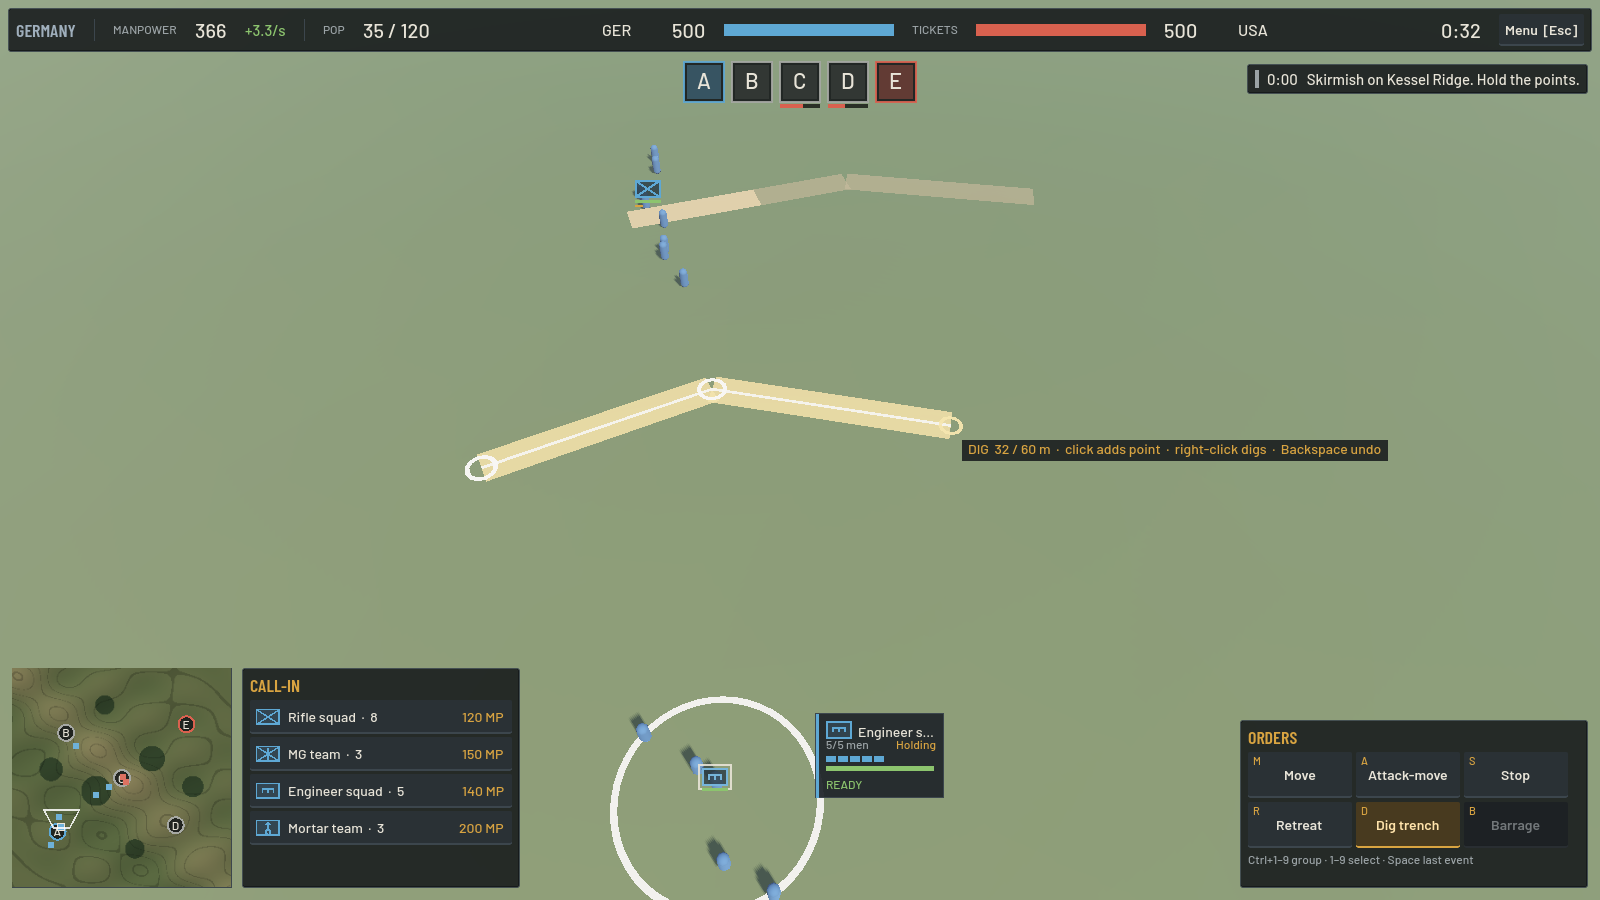 GERMANY MANPOWER 366 +3.3/s POP 35 / 120 GER 500 TICKETS 500 USA 0:32 Menu [Esc]
A B C D E
0:00 Skirmish on Kessel Ridge. Hold the points.
DIG 32 / 60 m · click adds point · right-click digs · Backspace undo
B
E
D
A
CALL-IN
Rifle squad · 8 120 MP
MG team · 3 150 MP
Engineer squad · 5 140 MP
Mortar team · 3 200 MP
Engineer s...
5/5 men Holding
READY
ORDERS
M Move
A Attack-move
S Stop
R Retreat
D Dig trench
B Barrage
Ctrl+1–9 group · 1–9 select · Space last event